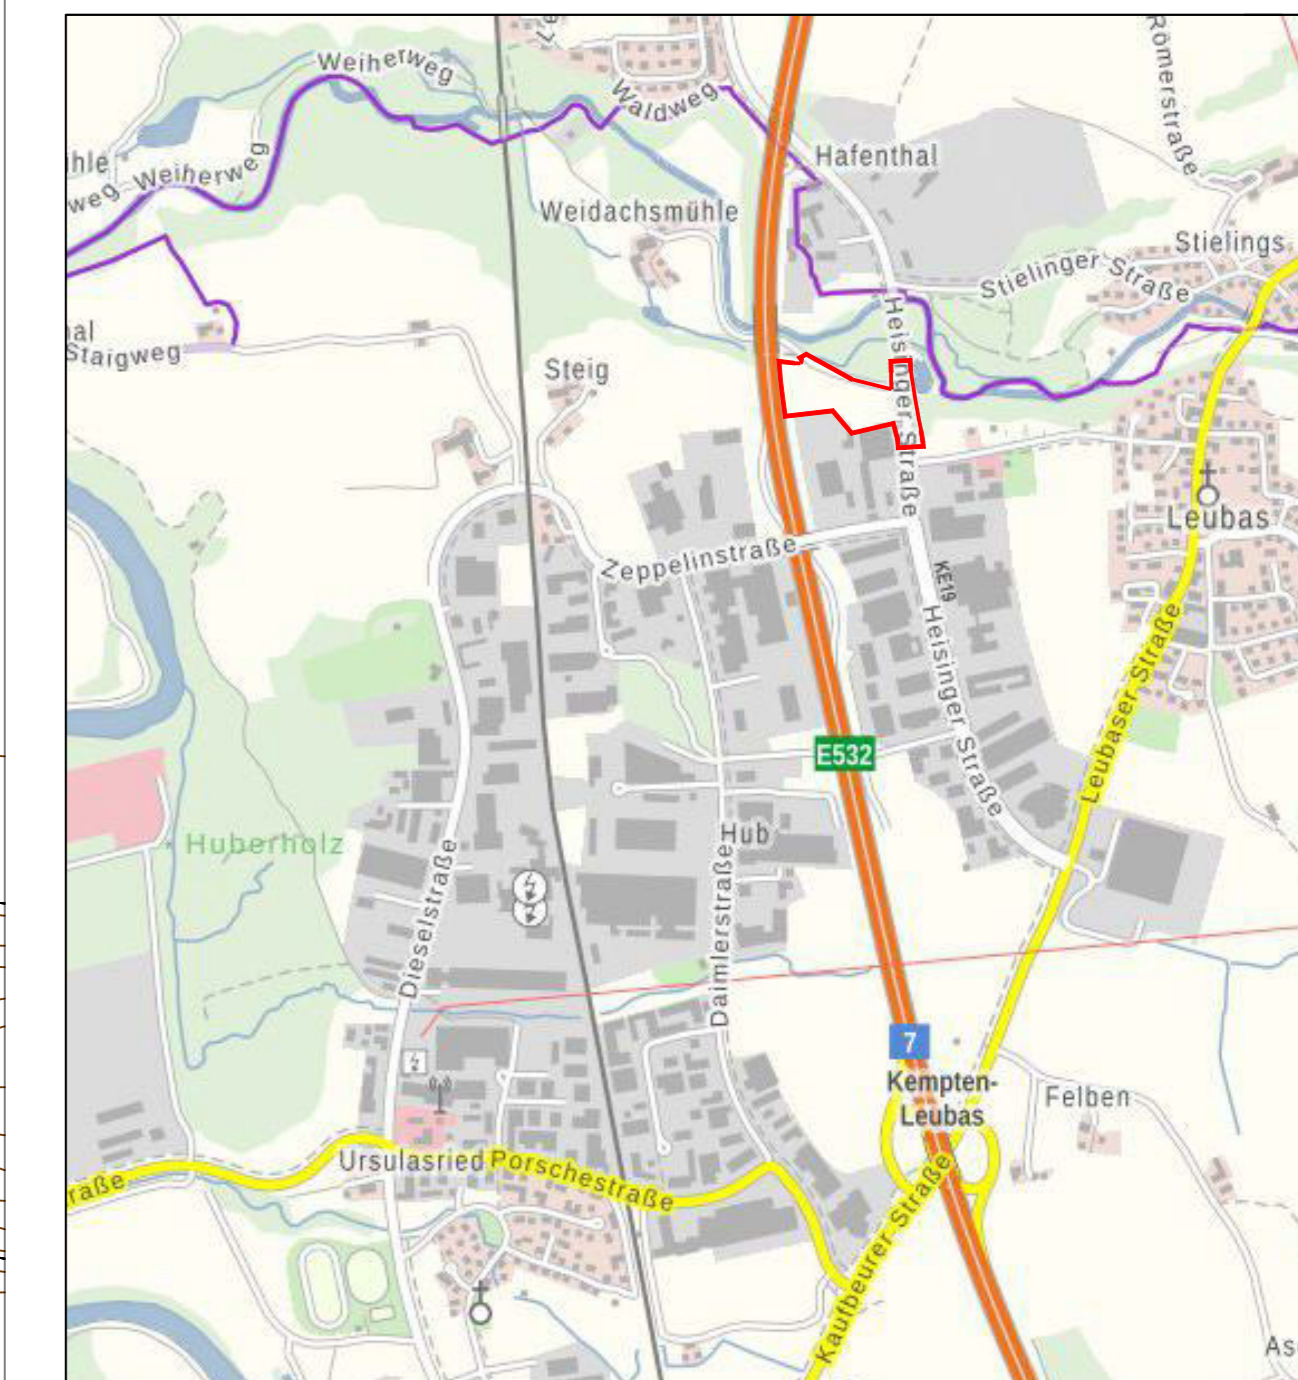 Römerstraße
Weiherweg
Waldweg
Hafenthal
hle
weg
Weiherweg
Weidachsmühle
Stielings
Stielinger Straße
al
Staigweg
Steig
Heisinger Straße
Leubas
Zeppelinstraße
KE19
Heisinger Straße
Leubaser Straße
E532
Hub
Huberholz
Dieselstraße
Daimlerstraße
7
Kempten-
Leubas
Felben
Ursulasried
Porschestraße
raße
Kaufbeurer Straße
As